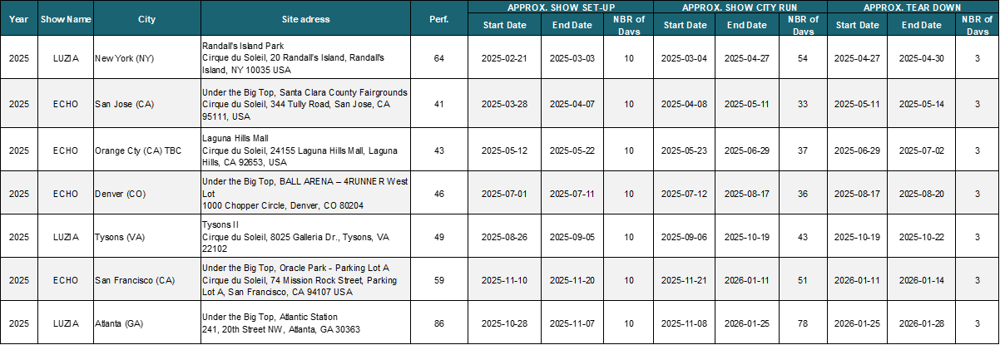 APPROX. SHOW SET-UP APPROX. SHOW CITY RUN APPROX. TEAR DOWN
Year Show Name City Site adress Perf. Start Date End Date NBR of Days Start Date End Date NBR of Days Start Date End Date NBR of Days
Randall's Island Park
2025 LUZIA New York (NY) Cirque du Soleil, 20 Randall's Island, Randall's 64 2025-02-21 2025-03-03 10 2025-03-04 2025-04-27 54 2025-04-27 2025-04-30 3
Island, NY 10035 USA
Under the Big Top, Santa Clara County Fairgrounds
2025 ECHO San Jose (CA) Cirque du Soleil, 344 Tully Road, San Jose, CA 41 2025-03-28 2025-04-07 10 2025-04-08 2025-05-11 33 2025-05-11 2025-05-14 3
95111, USA
Laguna Hills Mall
2025 ECHO Orange Cty (CA) TBC Cirque du Soleil, 24155 Laguna Hills Mall, Laguna 43 2025-05-12 2025-05-22 10 2025-05-23 2025-06-29 37 2025-06-29 2025-07-02 3
Hills, CA 92653, USA
Under the Big Top, BALL ARENA – 4RUNNER West
2025 ECHO Denver (CO) Lot 46 2025-07-01 2025-07-11 10 2025-07-12 2025-08-17 36 2025-08-17 2025-08-20 3
1000 Chopper Circle, Denver, CO 80204
Tysons II
2025 LUZIA Tysons (VA) Cirque du Soleil, 8025 Galleria Dr., Tysons, VA 49 2025-08-26 2025-09-05 10 2025-09-06 2025-10-19 43 2025-10-19 2025-10-22 3
22102
Under the Big Top, Oracle Park - Parking Lot A
2025 ECHO San Francisco (CA) Cirque du Soleil, 74 Mission Rock Street, Parking 59 2025-11-10 2025-11-20 10 2025-11-21 2026-01-11 51 2026-01-11 2026-01-14 3
Lot A, San Francisco, CA 94107 USA
Under the Big Top, Atlantic Station
2025 LUZIA Atlanta (GA) 241, 20th Street NW, Atlanta, GA 30363 86 2025-10-28 2025-11-07 10 2025-11-08 2026-01-25 78 2026-01-25 2026-01-28 3